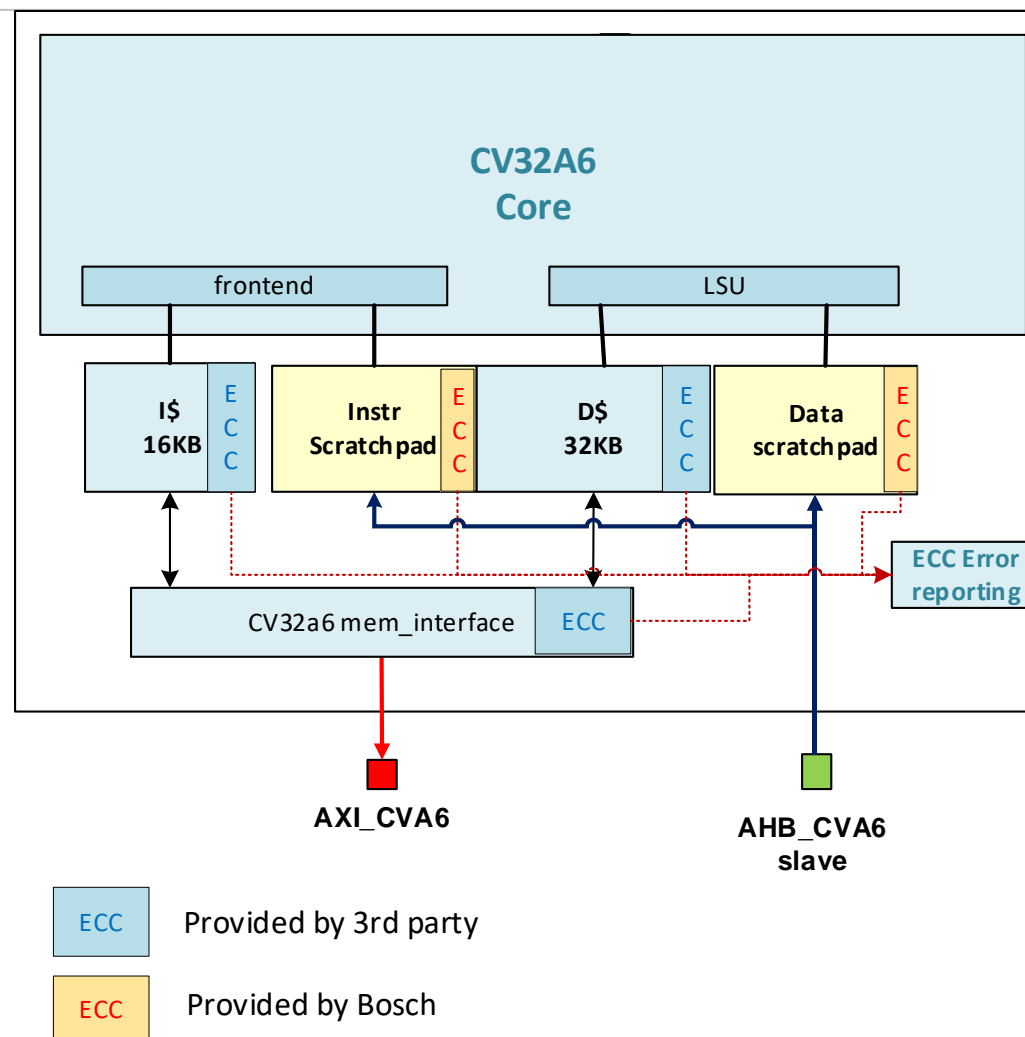 CV32A6
Core
frontend
LSU
I$
16KB
E
C
C
Instr
Scratchpad
E
C
C
D$
32KB
E
C
C
Data
scratchpad
E
C
C
ECC Error
reporting
CV32a6 mem_interface
ECC
AXI_CVA6
AHB_CVA6
slave
ECC
Provided by 3rd party
ECC
Provided by Bosch